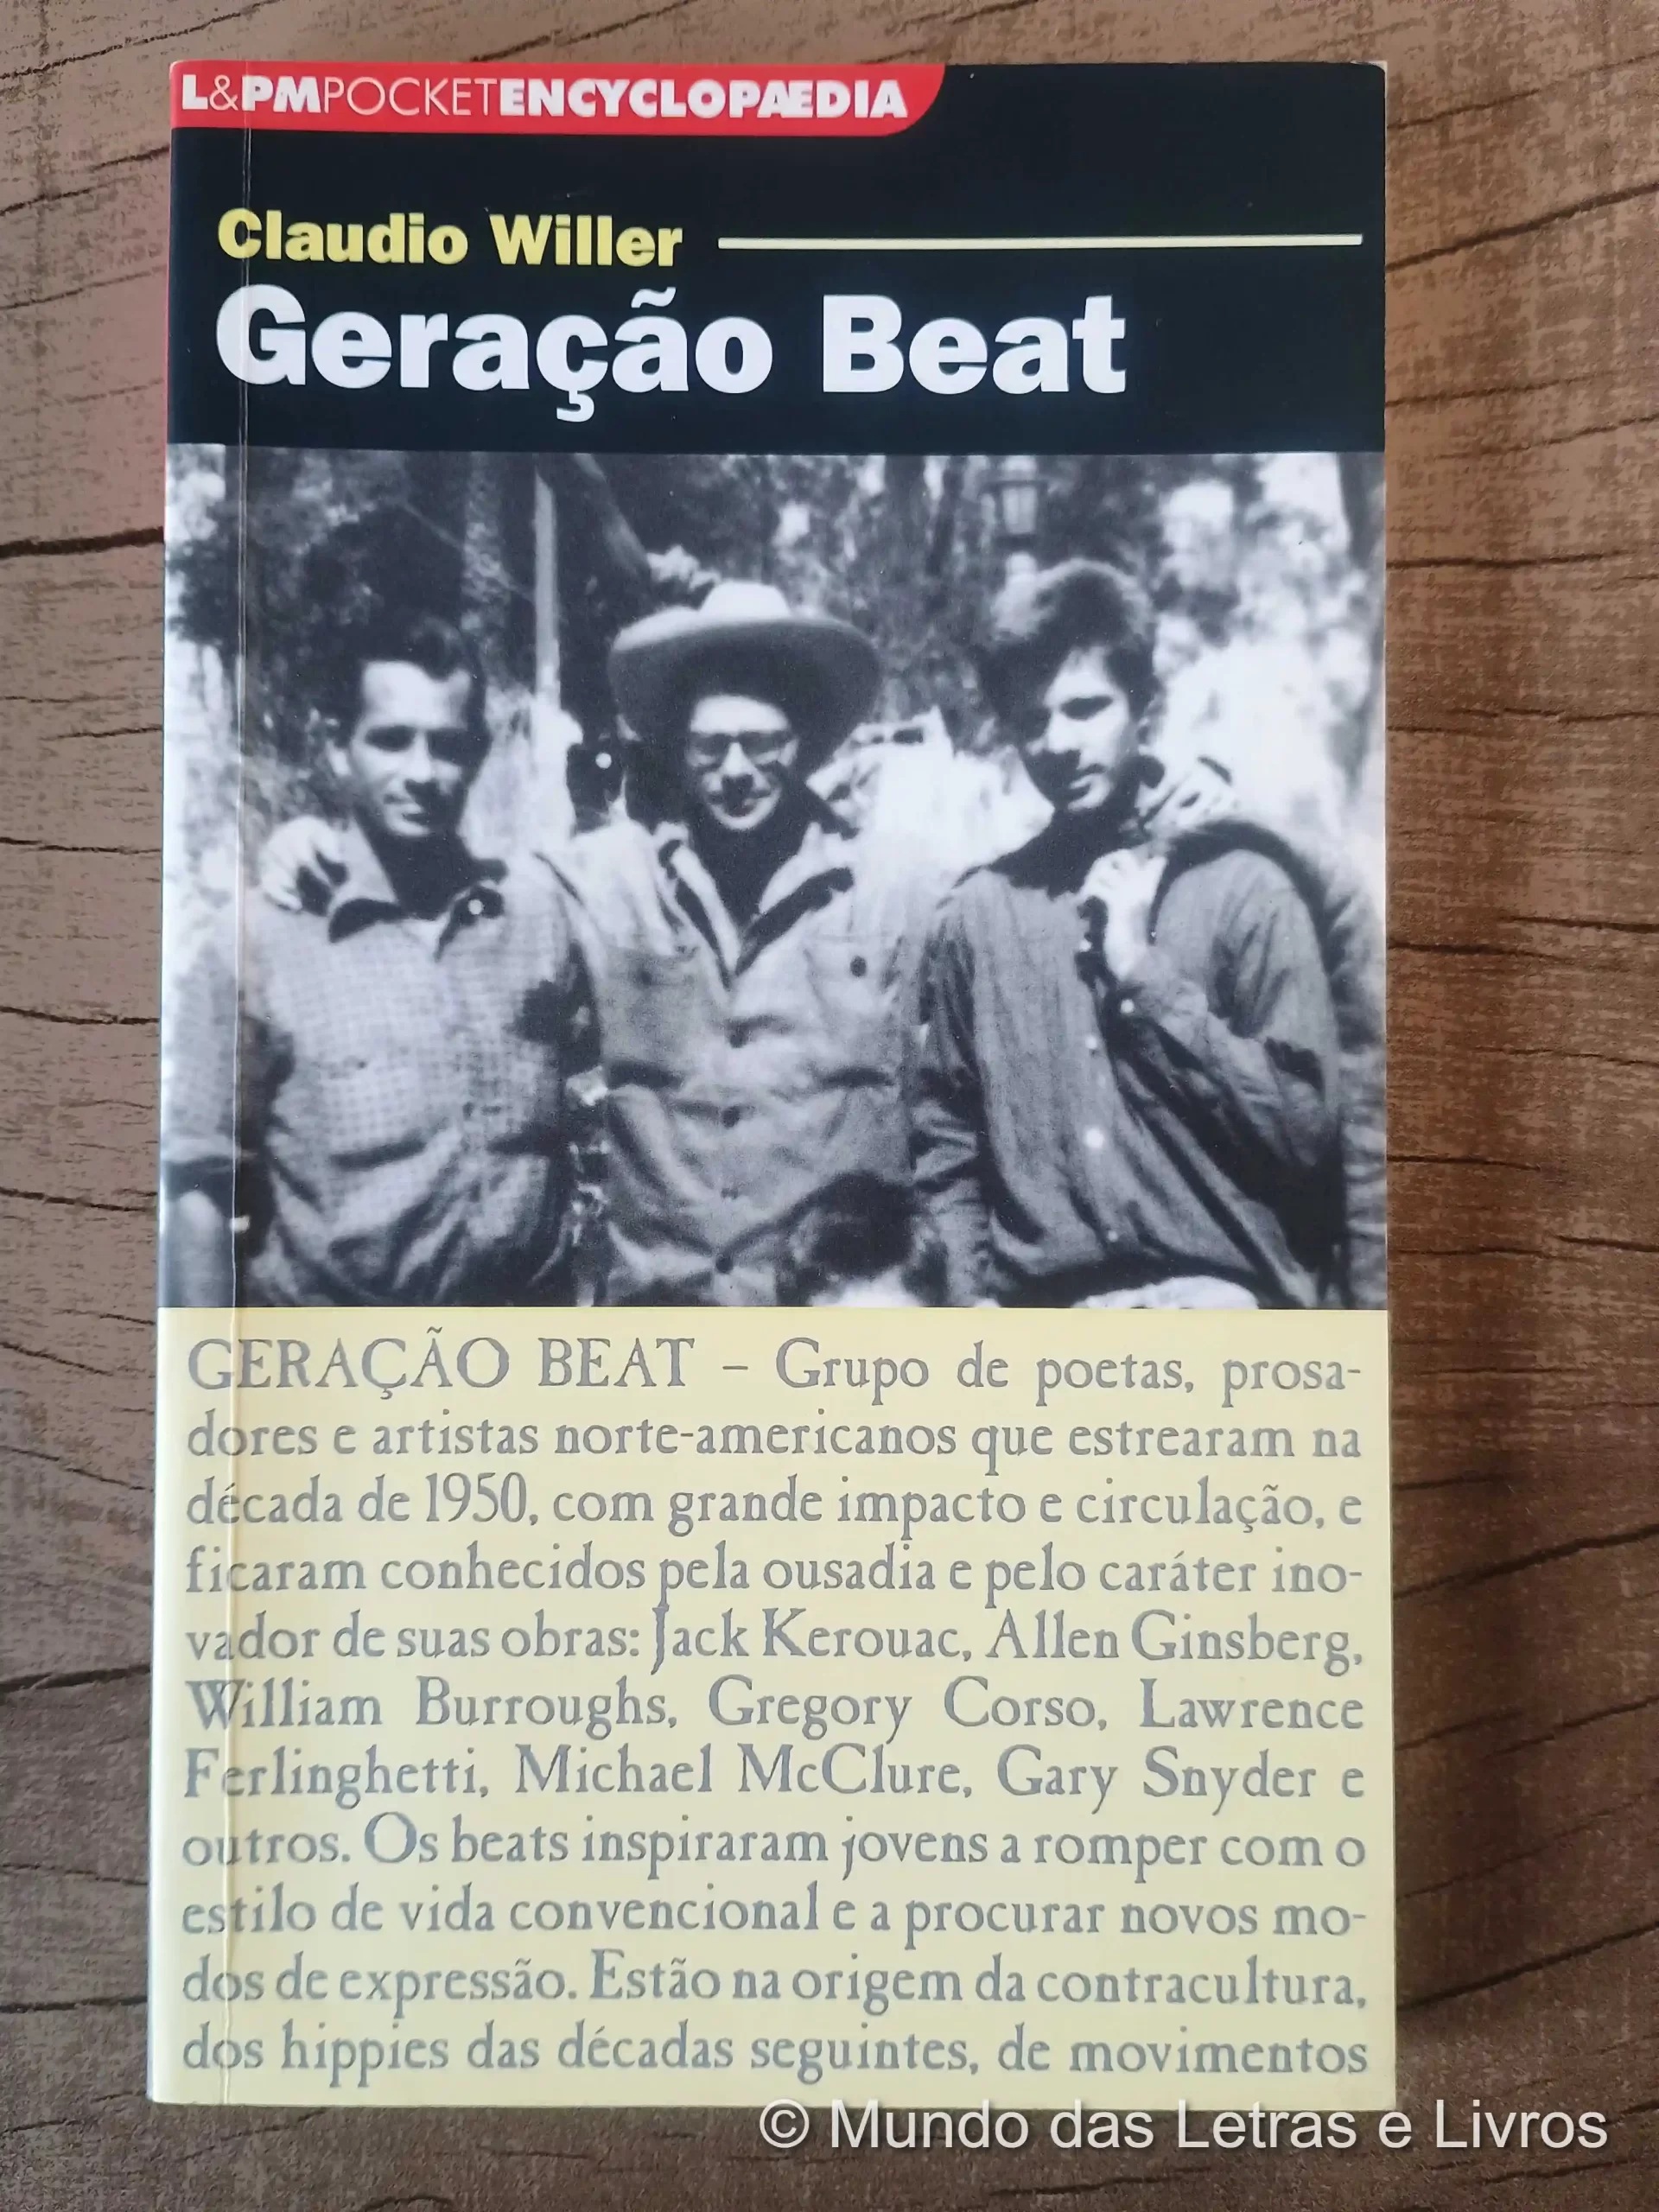 L&PMPOCKETENCYCLOPÆDIA
Claudio Willer
Geração Beat
GERAÇÃO BEAT – Grupo de poetas, prosa-
dores e artistas norte-americanos que estrearam na
década de 1950, com grande impacto e circulação, e
ficaram conhecidos pela ousadia e pelo caráter ino-
vador de suas obras: Jack Kerouac, Allen Ginsberg,
William Burroughs, Gregory Corso, Lawrence
Ferlinghetti, Michael McClure, Gary Snyder e
outros. Os beats inspiraram jovens a romper com o
estilo de vida convencional e a procurar novos mo-
dos de expressão. Estão na origem da contracultura,
dos hippies das décadas seguintes, de movimentos
© Mundo das Letras e Livros